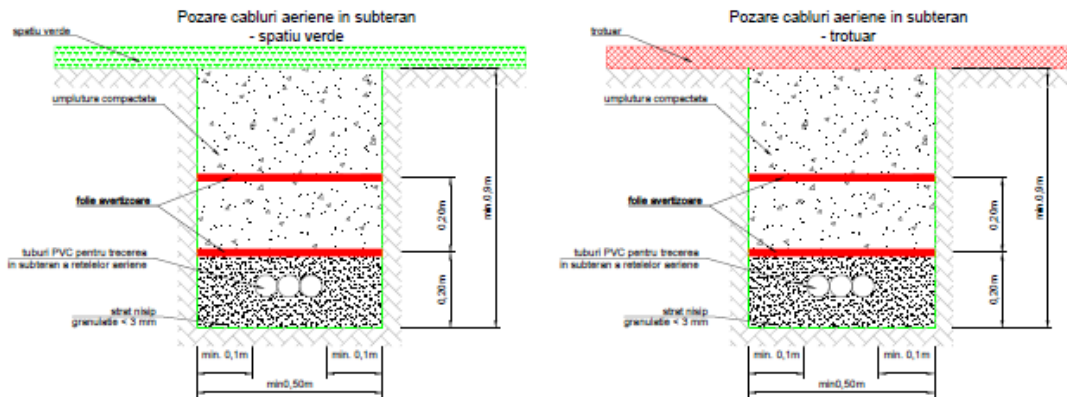 Pozare cabluri aeriene in subteran
- spatiu verde
spatiu verde
umplutura compactata
folie avertizoare
tuburi PVC pentru trecerea
in subteran a retelelor aeriene
strat nisip
granulatie < 3 mm
0,20m
0,20m
min.0,9m
min. 0,1m
min. 0,1m
min0,50m
Pozare cabluri aeriene in subteran
- trotuar
trotuar
umplutura compactata
folie avertizoare
tuburi PVC pentru trecerea
in subteran a retelelor aeriene
strat nisip
granulatie < 3 mm
0,20m
0,20m
min.0,9m
min. 0,1m
min. 0,1m
min0,50m